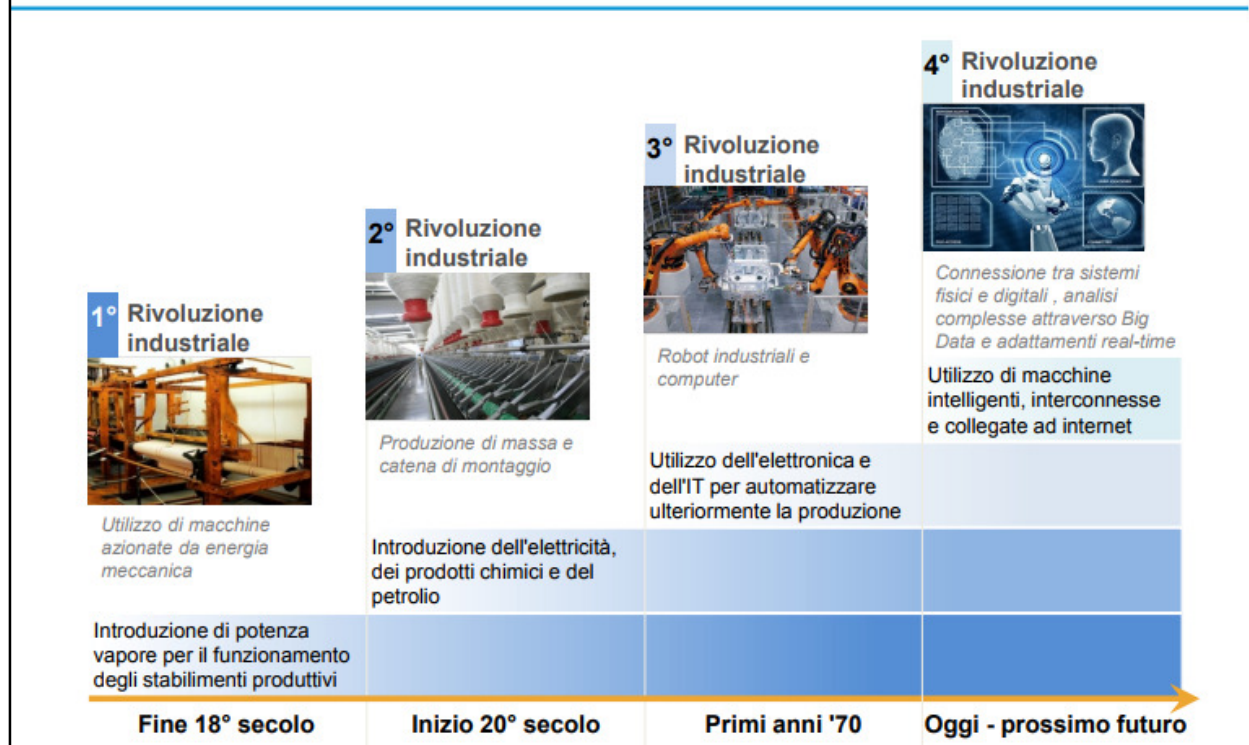 1° Rivoluzione
industriale
Utilizzo di macchine
azionate da energia
meccanica
Introduzione di potenza
vapore per il funzionamento
degli stabilimenti produttivi
Fine 18° secolo
2° Rivoluzione
industriale
Produzione di massa e
catena di montaggio
Introduzione dell'elettricità,
dei prodotti chimici e del
petrolio
Inizio 20° secolo
3° Rivoluzione
industriale
Robot industriali e
computer
Utilizzo dell'elettronica e
dell'IT per automatizzare
ulteriormente la produzione
Primi anni '70
4° Rivoluzione
industriale
Connessione tra sistemi
fisici e digitali , analisi
complesse attraverso Big
Data e adattamenti real-time
Utilizzo di macchine
intelligenti, interconnesse
e collegate ad internet
Oggi - prossimo futuro